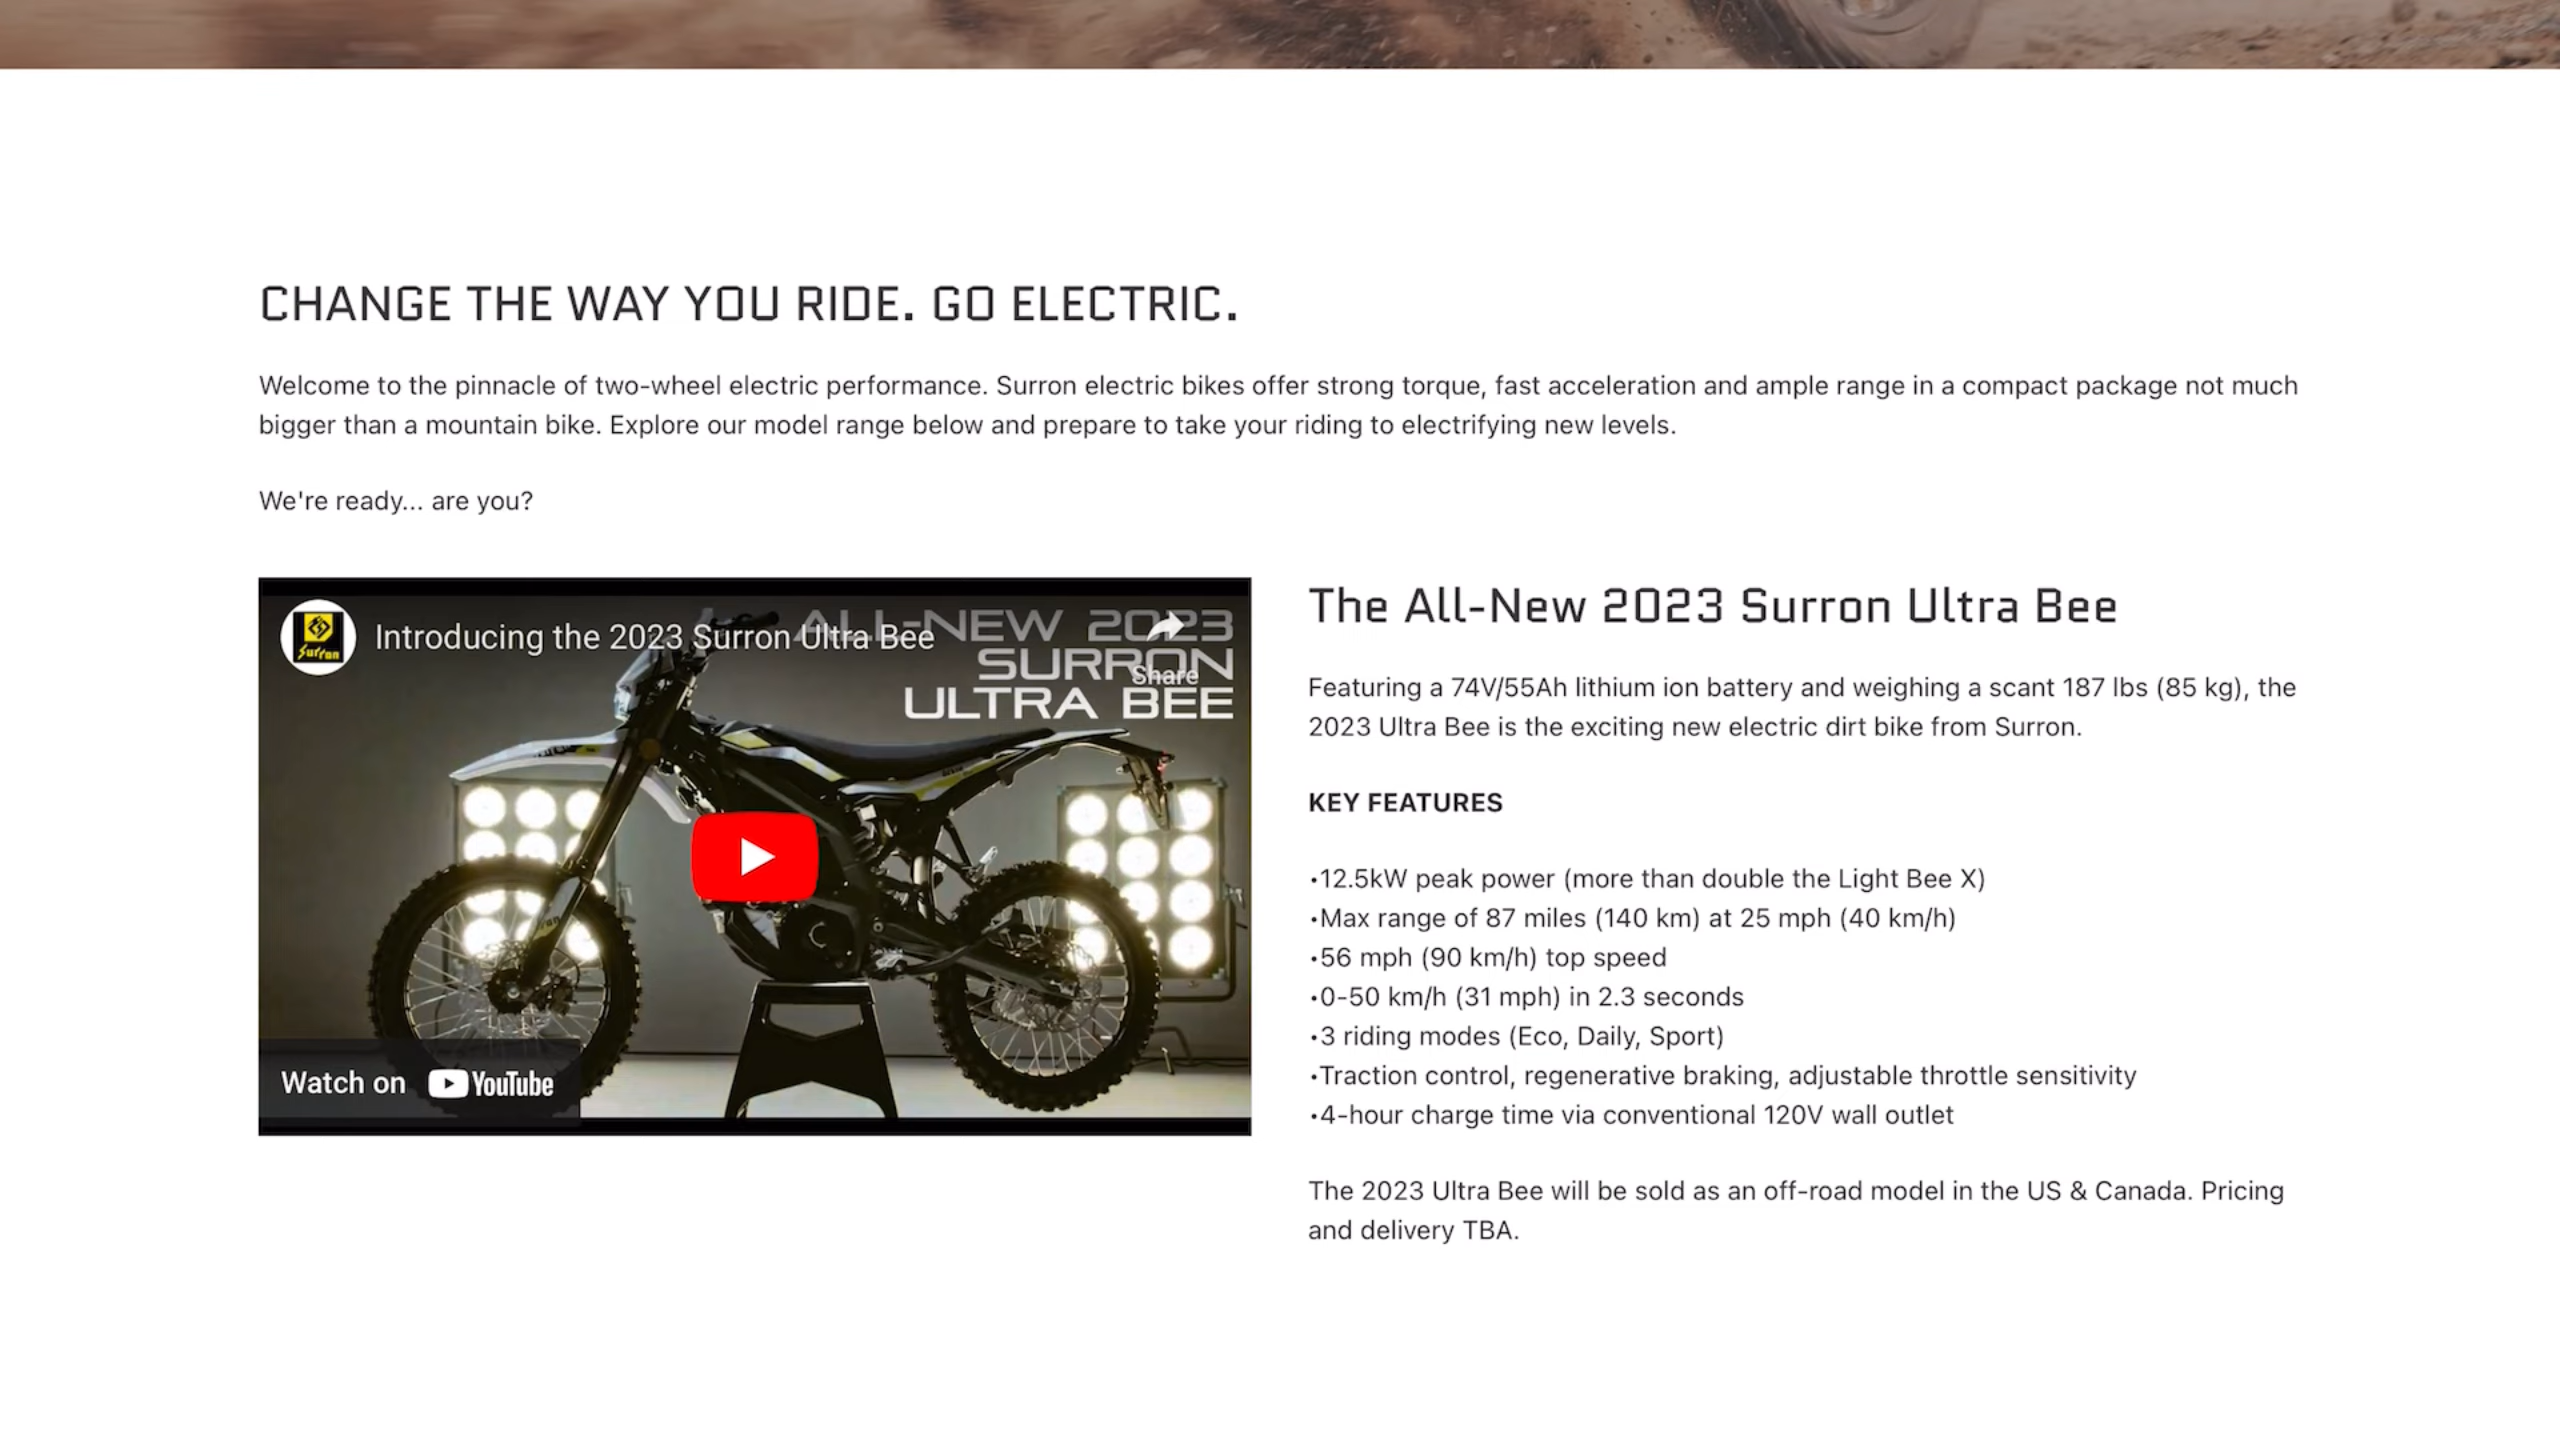 CHANGE THE WAY YOU RIDE. GO ELECTRIC.
Welcome to the pinnacle of two-wheel electric performance. Surron electric bikes offer strong torque, fast acceleration and ample range in a compact package not much
bigger than a mountain bike. Explore our model range below and prepare to take your riding to electrifying new levels.
We're ready... are you?
Surron
Introducing the 2023 Surron Ultra Bee
ALL-NEW 2023
SURRON
ULTRA BEE
Share
Watch on YouTube
The All-New 2023 Surron Ultra Bee
Featuring a 74V/55Ah lithium ion battery and weighing a scant 187 lbs (85 kg), the
2023 Ultra Bee is the exciting new electric dirt bike from Surron.
KEY FEATURES
•12.5kW peak power (more than double the Light Bee X)
•Max range of 87 miles (140 km) at 25 mph (40 km/h)
•56 mph (90 km/h) top speed
•0-50 km/h (31 mph) in 2.3 seconds
•3 riding modes (Eco, Daily, Sport)
•Traction control, regenerative braking, adjustable throttle sensitivity
•4-hour charge time via conventional 120V wall outlet
The 2023 Ultra Bee will be sold as an off-road model in the US & Canada. Pricing
and delivery TBA.